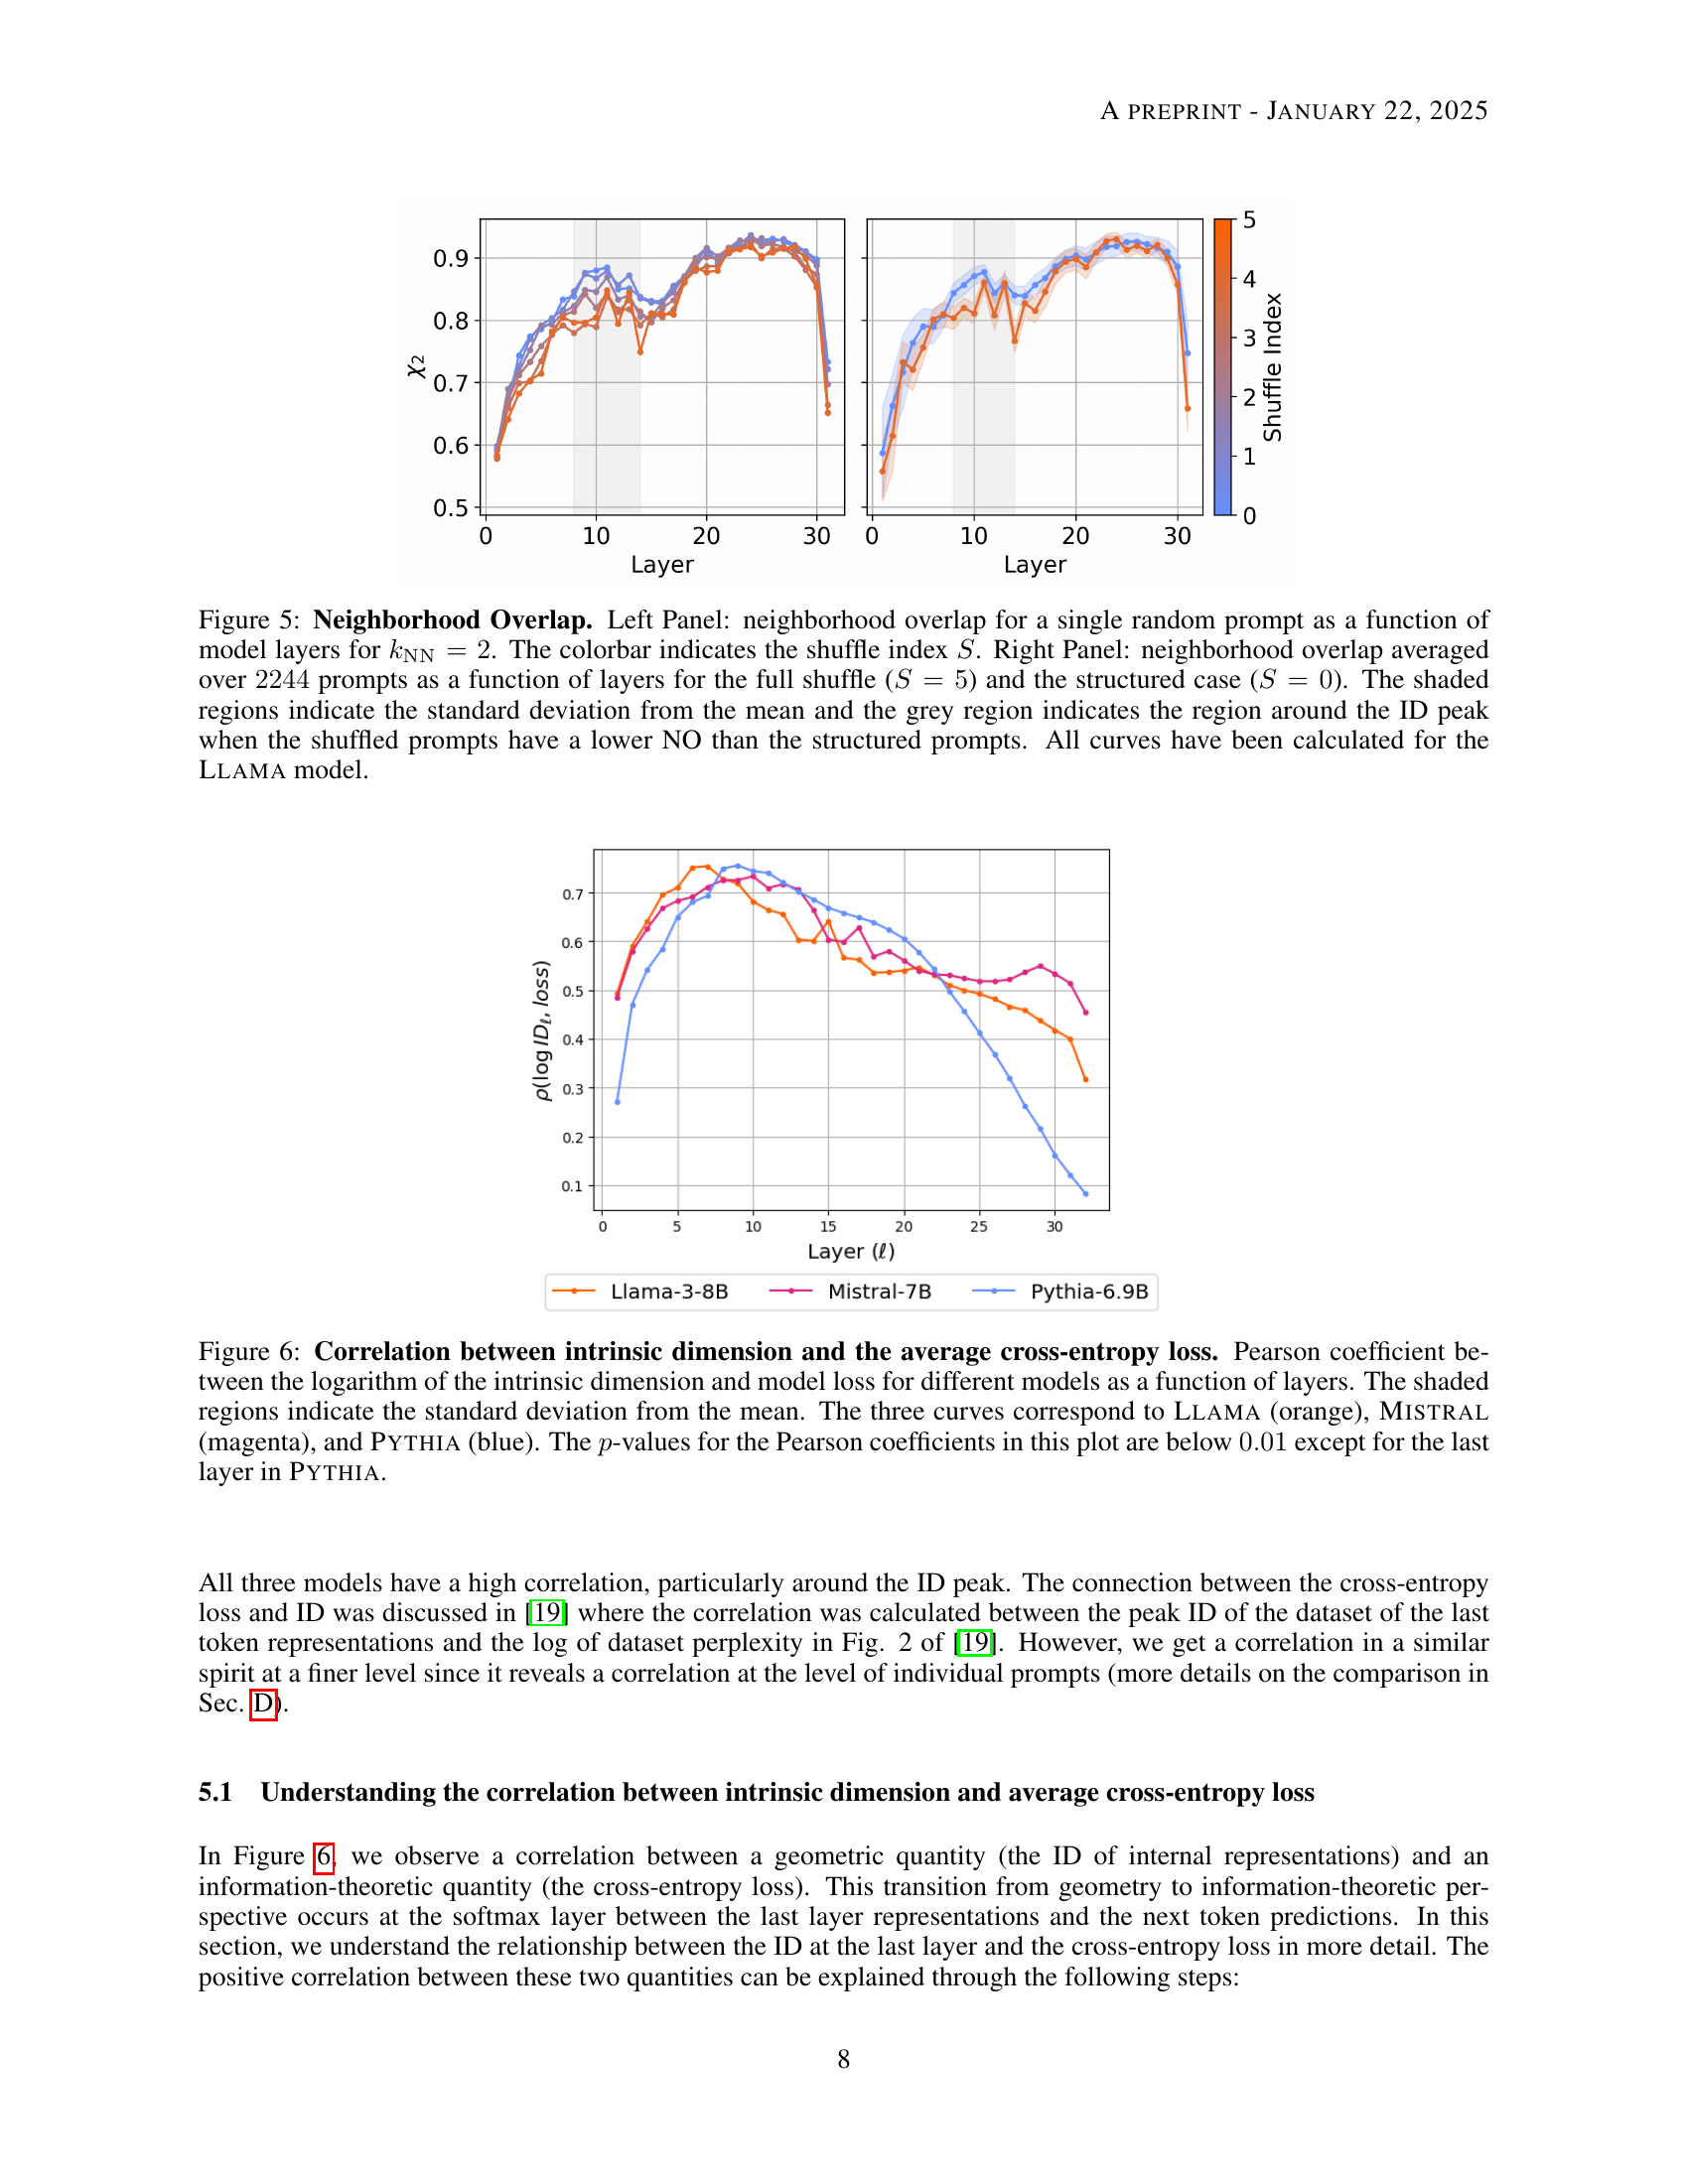 A PREPRINT - JANUARY 22, 2025
0.9
0.8
0.7
0.6
0.5
χ2
0 10 20 30
Layer
0 10 20 30
Layer
5
4
3
2
1
0
Shuffle Index
Figure 5: Neighborhood Overlap. Left Panel: neighborhood overlap for a single random prompt as a function of
model layers for kNN = 2. The colorbar indicates the shuffle index S. Right Panel: neighborhood overlap averaged
over 2244 prompts as a function of layers for the full shuffle (S = 5) and the structured case (S = 0). The shaded
regions indicate the standard deviation from the mean and the grey region indicates the region around the ID peak
when the shuffled prompts have a lower NO than the structured prompts. All curves have been calculated for the
LLAMA model.
0.7
0.6
0.5
0.4
0.3
0.2
0.1
ρ(log IDℓ, loss)
0 5 10 15 20 25 30
Layer (ℓ)
Llama-3-8B Mistral-7B Pythia-6.9B
Figure 6: Correlation between intrinsic dimension and the average cross-entropy loss. Pearson coefficient be-
tween the logarithm of the intrinsic dimension and model loss for different models as a function of layers. The shaded
regions indicate the standard deviation from the mean. The three curves correspond to LLAMA (orange), MISTRAL
(magenta), and PYTHIA (blue). The p-values for the Pearson coefficients in this plot are below 0.01 except for the last
layer in PYTHIA.
All three models have a high correlation, particularly around the ID peak. The connection between the cross-entropy
loss and ID was discussed in [19] where the correlation was calculated between the peak ID of the dataset of the last
token representations and the log of dataset perplexity in Fig. 2 of [19]. However, we get a correlation in a similar
spirit at a finer level since it reveals a correlation at the level of individual prompts (more details on the comparison in
Sec. D).
5.1 Understanding the correlation between intrinsic dimension and average cross-entropy loss
In Figure 6, we observe a correlation between a geometric quantity (the ID of internal representations) and an
information-theoretic quantity (the cross-entropy loss). This transition from geometry to information-theoretic per-
spective occurs at the softmax layer between the last layer representations and the next token predictions. In this
section, we understand the relationship between the ID at the last layer and the cross-entropy loss in more detail. The
positive correlation between these two quantities can be explained through the following steps:
8